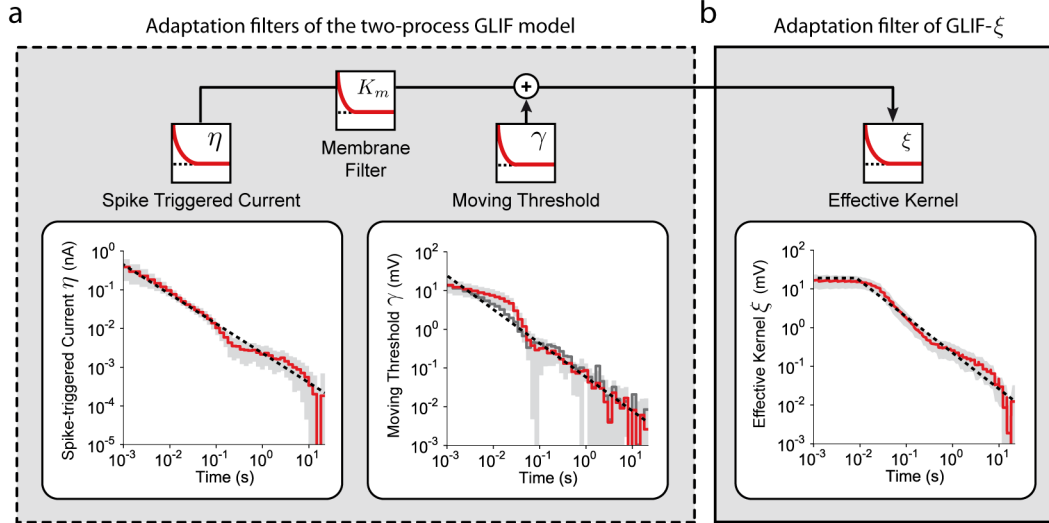 a
Adaptation filters of the two-process GLIF model
b
Adaptation filter of GLIF-ξ
η
K_m
+
γ
ξ
Membrane
Filter
Spike Triggered Current
Moving Threshold
Effective Kernel
Spike-triggered Current η (nA)
10^0
10^-1
10^-2
10^-3
10^-4
10^-5
10^-3 10^-2 10^-1 10^0 10^1
Time (s)
Moving Threshold γ (mV)
10^2
10^1
10^0
10^-1
10^-2
10^-3
10^-3 10^-2 10^-1 10^0 10^1
Time (s)
Effective Kernel ξ (mV)
10^2
10^1
10^0
10^-1
10^-2
10^-3
10^-3 10^-2 10^-1 10^0 10^1
Time (s)